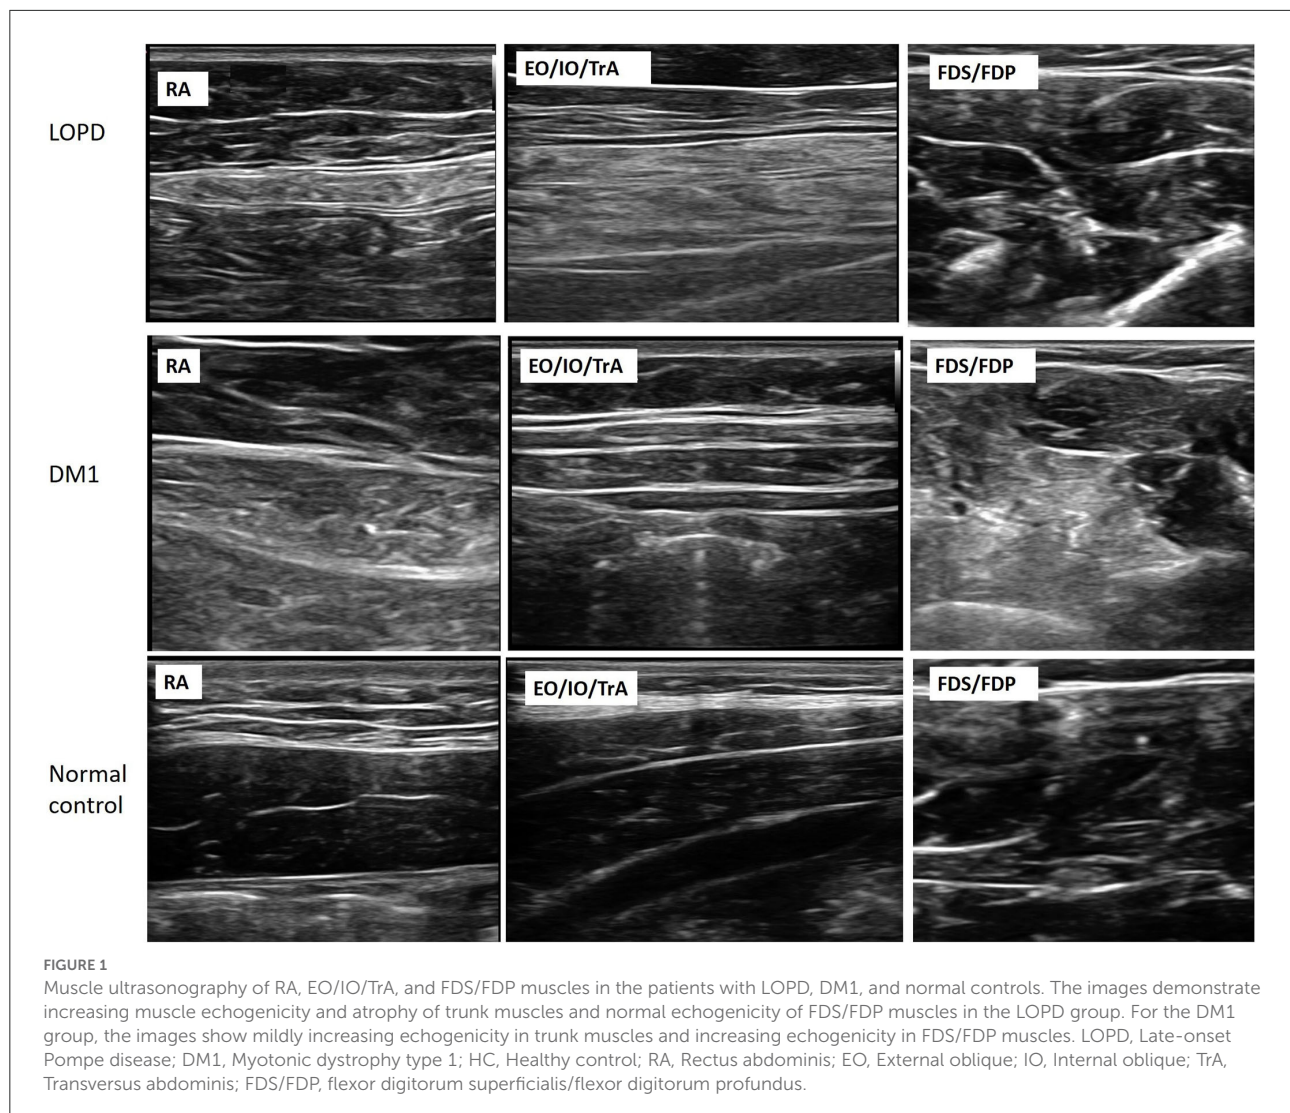 LOPD
RA
EO/IO/TrA
FDS/FDP
DM1
RA
EO/IO/TrA
FDS/FDP
Normal
control
RA
EO/IO/TrA
FDS/FDP
FIGURE 1
Muscle ultrasonography of RA, EO/IO/TrA, and FDS/FDP muscles in the patients with LOPD, DM1, and normal controls. The images demonstrate
increasing muscle echogenicity and atrophy of trunk muscles and normal echogenicity of FDS/FDP muscles in the LOPD group. For the DM1
group, the images show mildly increasing echogenicity in trunk muscles and increasing echogenicity in FDS/FDP muscles. LOPD, Late-onset
Pompe disease; DM1, Myotonic dystrophy type 1; HC, Healthy control; RA, Rectus abdominis; EO, External oblique; IO, Internal oblique; TrA,
Transversus abdominis; FDS/FDP, flexor digitorum superficialis/flexor digitorum profundus.